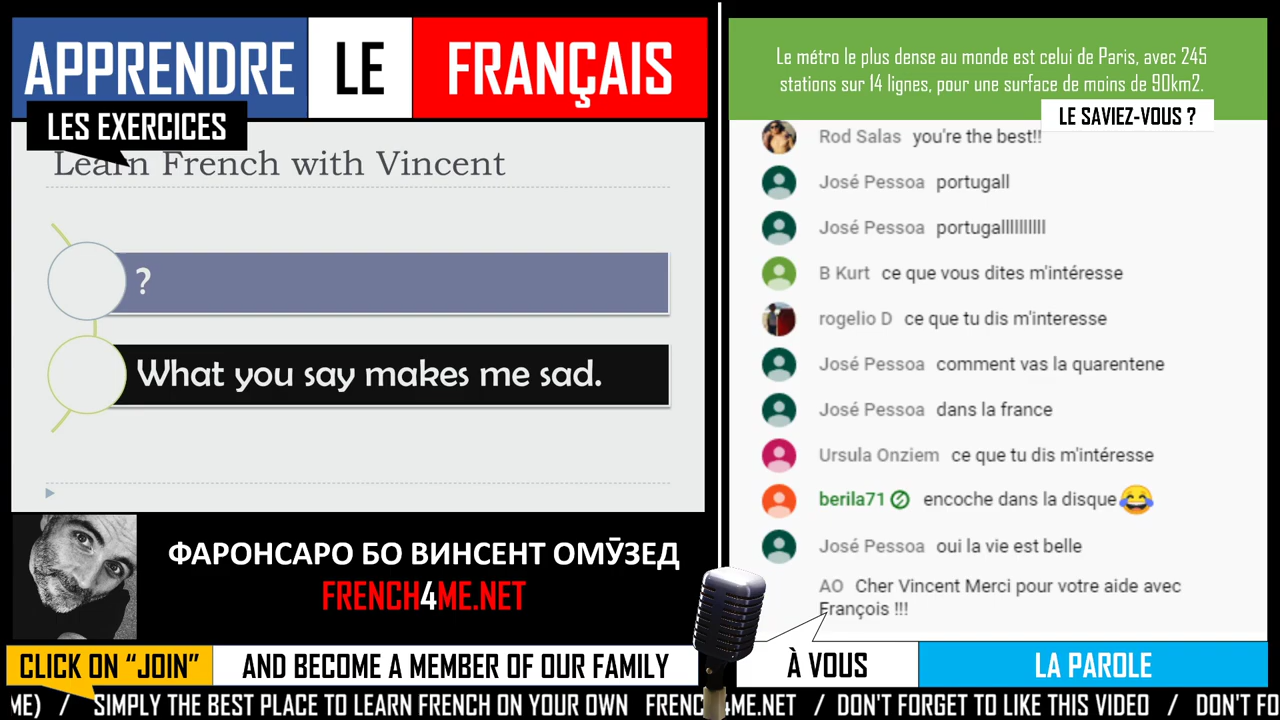 APPRENDRE LE FRANÇAIS
LES EXERCICES
Learn French with Vincent
?
What you say makes me sad.
ФАРОНСАРО БО ВИНСЕНТ ОМӮЗЕД
FRENCH4ME.NET
CLICK ON “JOIN” AND BECOME A MEMBER OF OUR FAMILY
Le métro le plus dense au monde est celui de Paris, avec 245
stations sur 14 lignes, pour une surface de moins de 90km2.
LE SAVIEZ-VOUS ?
Rod Salas you're the best!!
José Pessoa portugall
José Pessoa portugallllllllll
B Kurt ce que vous dites m'intéresse
rogelio D ce que tu dis m'interesse
José Pessoa comment vas la quarentene
José Pessoa dans la france
Ursula Onziem ce que tu dis m'intéresse
berila71 encoche dans la disque😂
José Pessoa oui la vie est belle
AO Cher Vincent Merci pour votre aide avec
François !!!
À VOUS LA PAROLE
ME) / SIMPLY THE BEST PLACE TO LEARN FRENCH ON YOUR OWN FRENC 4ME.NET / DON'T FORGET TO LIKE THIS VIDEO / DON'T FO